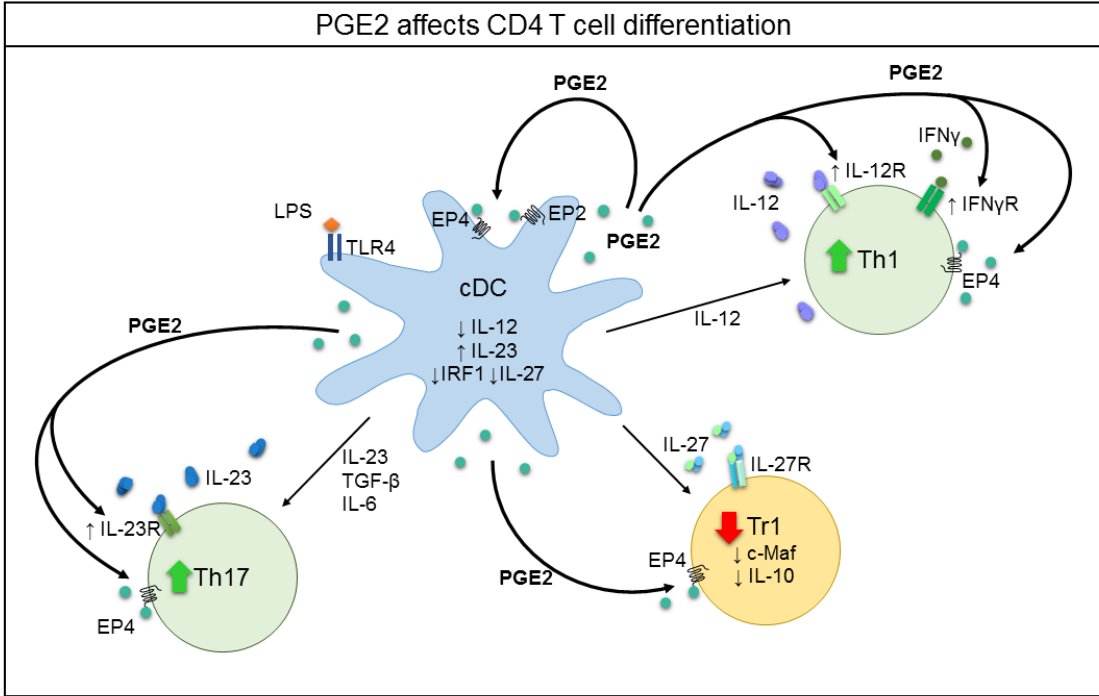 PGE2 affects CD4 T cell differentiation
PGE2
PGE2
IFNγ
↑ IL-12R
IL-12
↑ IFNγR
LPS
TLR4
EP4
EP2
PGE2
Th1
EP4
cDC
↓ IL-12
↑ IL-23
↓IRF1 ↓IL-27
IL-12
PGE2
IL-23
TGF-β
IL-6
IL-23
↑ IL-23R
Th17
EP4
PGE2
IL-27
IL-27R
Tr1
↓ c-Maf
↓ IL-10
EP4